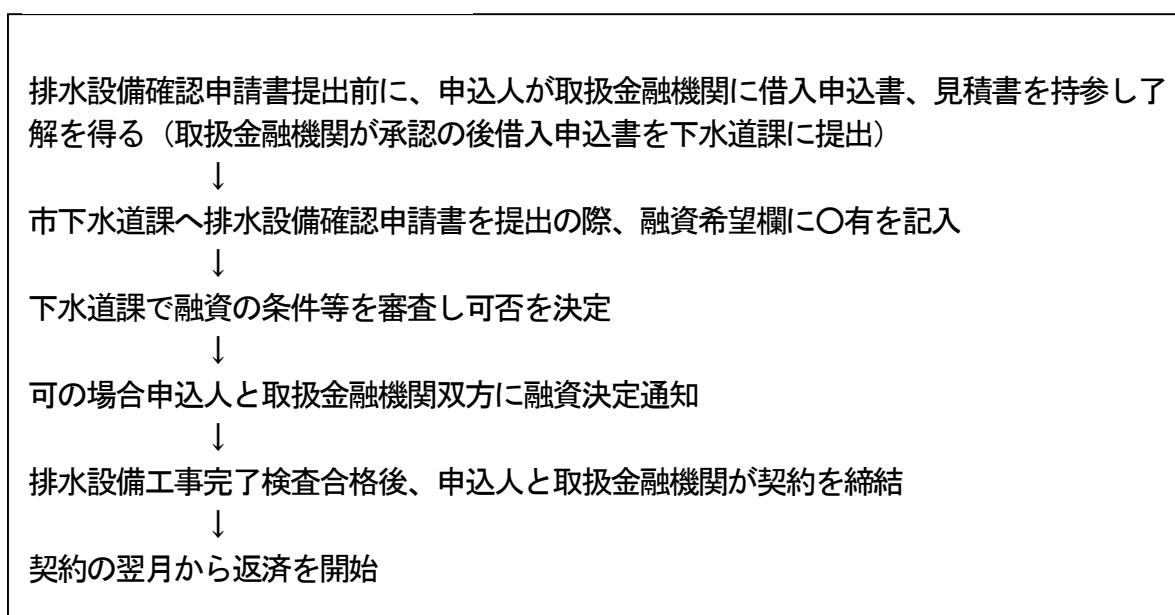 排水設備確認申請書提出前に、申込人が取扱金融機関に借入申込書、見積書を持参し了
解を得る（取扱金融機関が承認の後借入申込書を下水道課に提出）
↓
市下水道課へ排水設備確認申請書を提出の際、融資希望欄に〇有を記入
↓
下水道課で融資の条件等を審査し可否を決定
↓
可の場合申込人と取扱金融機関双方に融資決定通知
↓
排水設備工事完了検査合格後、申込人と取扱金融機関が契約を締結
↓
契約の翌月から返済を開始